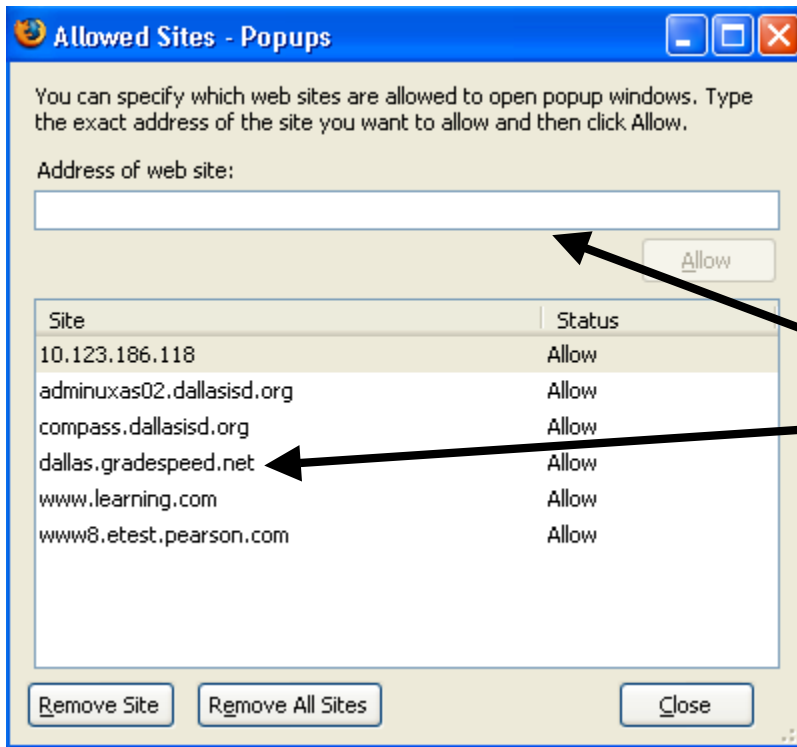 Allowed Sites - Popups
You can specify which web sites are allowed to open popup windows. Type
the exact address of the site you want to allow and then click Allow.
Address of web site:
Allow
Site Status
10.123.186.118 Allow
adminuxas02.dallasisd.org Allow
compass.dallasisd.org Allow
dallas.gradespeed.net Allow
www.learning.com Allow
www8.etest.pearson.com Allow
Remove Site Remove All Sites Close